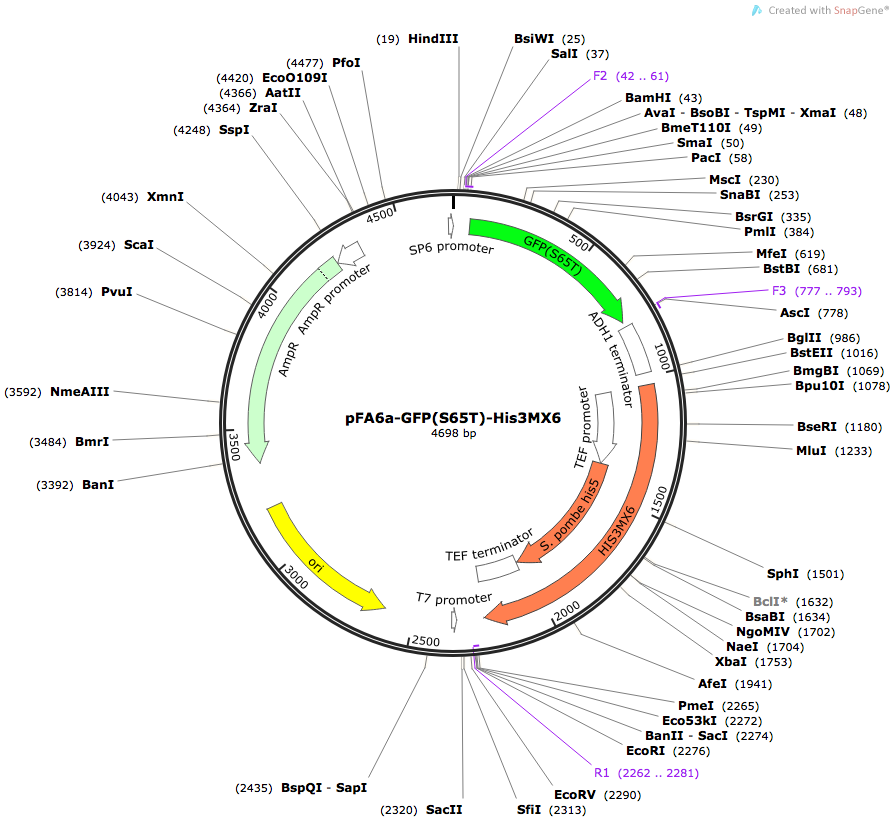 Created with SnapGene®
(19) HindIII
BsiWI (25)
SalI (37)
F2 (42 .. 61)
BamHI (43)
AvaI - BsoBI - TspMI - XmaI (48)
BmeT110I (49)
SmaI (50)
PacI (58)
MscI (230)
SnaBI (253)
BsrGI (335)
PmlI (384)
MfeI (619)
BstBI (681)
F3 (777 .. 793)
AscI (778)
BglII (986)
BstEII (1016)
BmgBI (1069)
Bpu10I (1078)
BseRI (1180)
MluI (1233)
SphI (1501)
BclI* (1632)
BsaBI (1634)
NgoMIV (1702)
NaeI (1704)
XbaI (1753)
AfeI (1941)
PmeI (2265)
Eco53kI (2272)
BanII - SacI (2274)
EcoRI (2276)
R1 (2262 .. 2281)
EcoRV (2290)
SfiI (2313)
(2320) SacII
(2435) BspQI - SapI
(3392) BanI
(3484) BmrI
(3592) NmeAIII
(3814) PvuI
(3924) ScaI
(4043) XmnI
(4248) SspI
(4364) ZraI
(4366) AatII
(4420) EcoO109I
(4477) PfoI
500
1000
1500
2000
2500
3000
3500
4000
4500
SP6 promoter
GFP(S65T)
ADH1 terminator
TEF promoter
S. pombe his5
HIS3MX6
TEF terminator
T7 promoter
ori
AmpR
AmpR promoter
pFA6a-GFP(S65T)-His3MX6
4698 bp